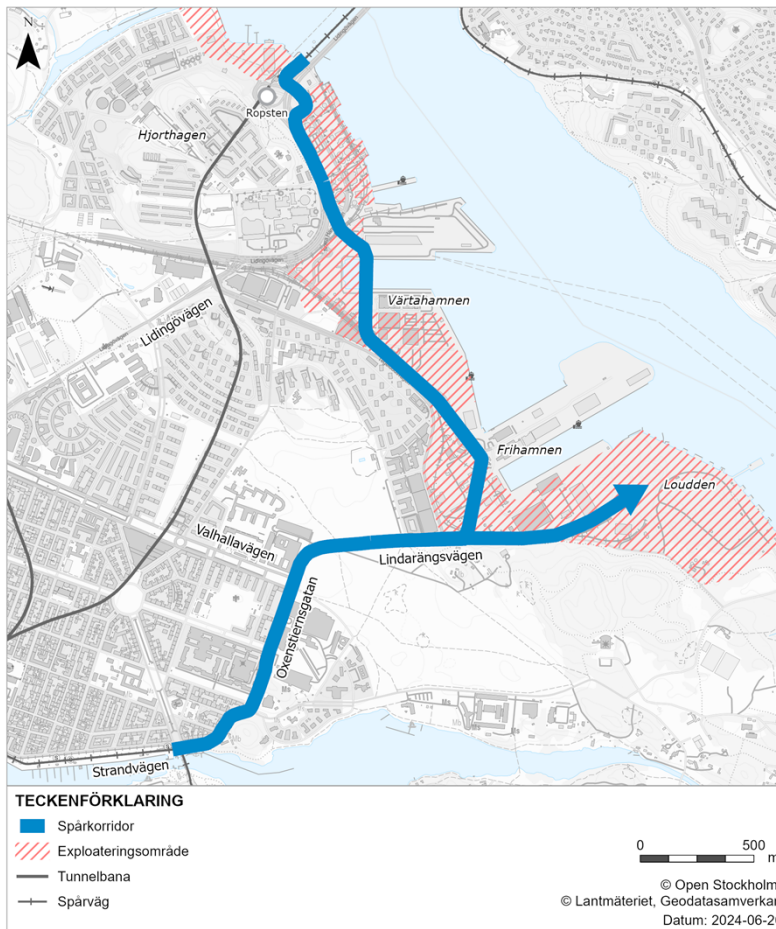 N
Ropsten
Hjorthagen
Lidingövägen
Värtahamnen
Frihamnen
Loudden
Valhallavägen
Lindarängsvägen
Oxenstiernsgatan
Strandvägen
TECKENFÖRKLARING
Spårkorridor
Exploateringsområde
Tunnelbana
Spårväg
0 500 m
© Open Stockholm
© Lantmäteriet, Geodatasamverkan
Datum: 2024-06-20